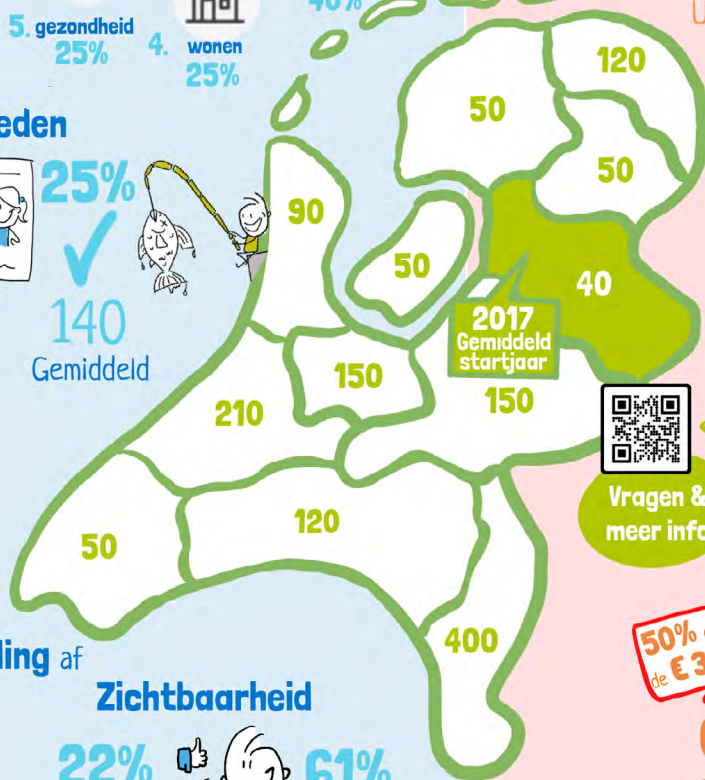 40%
5. gezondheid
25%
4. wonen
25%
eden
25%
140
Gemiddeld
120
50
50
90
50
40
2017
Gemiddeld
startjaar
150
150
210
120
50
400
Vragen &
meer info
50%
de € 3
ling af
Zichtbaarheid
22%
61%